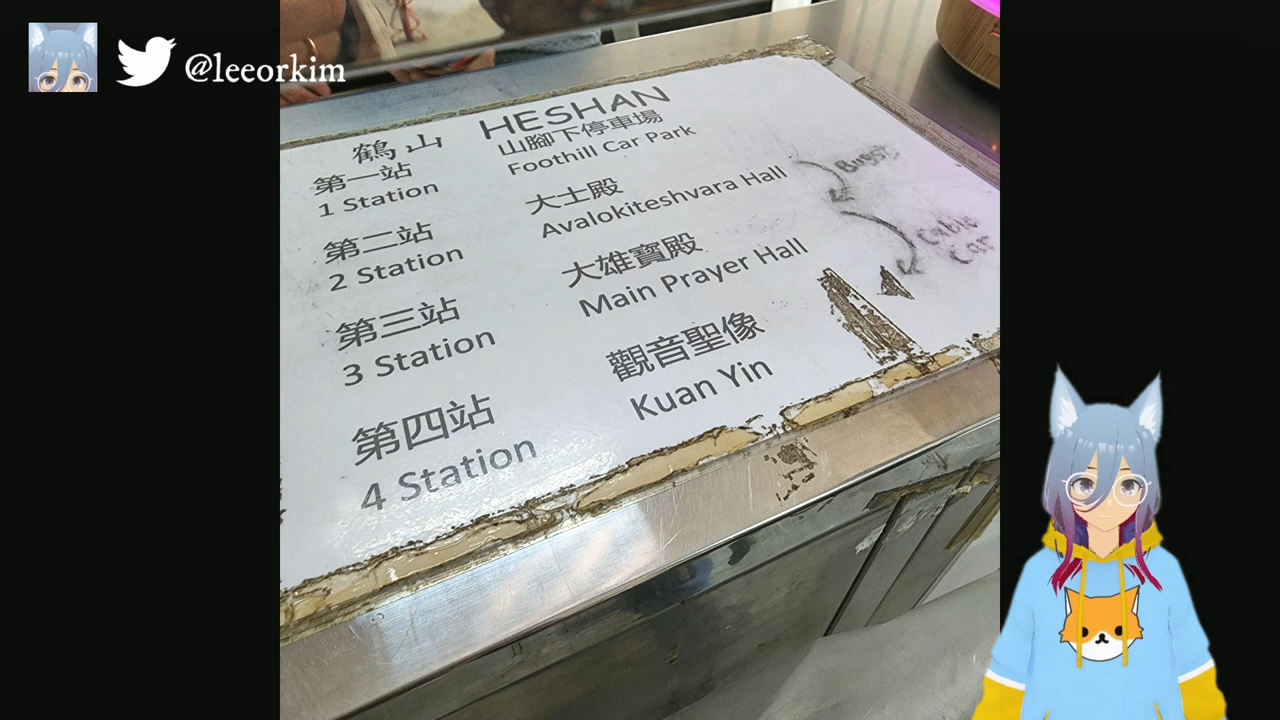 @leeorkim
鶴山 HESHAN
第一站 山腳下停車場
1 Station Foothill Car Park
第二站 大士殿
2 Station Avalokiteshvara Hall
Buggy
第三站 大雄寶殿
3 Station Main Prayer Hall
Cable
Car
第四站 觀音聖像
4 Station Kuan Yin